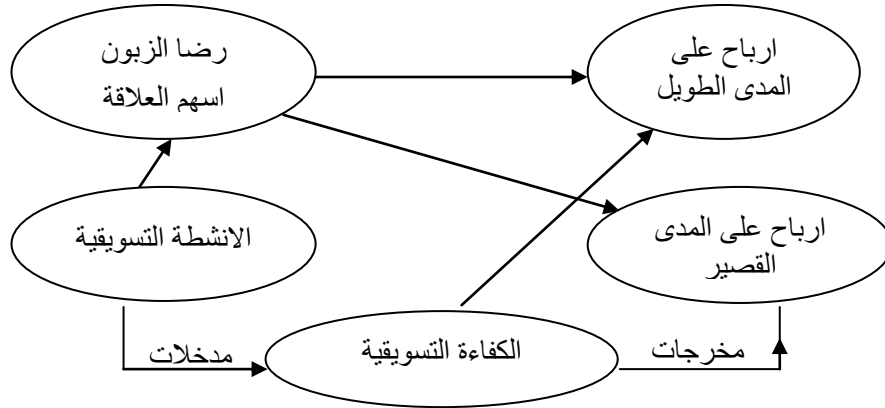 رضا الزبون
اسهم العلاقة
ارباح على
المدى الطويل
الانشطة التسويقية
ارباح على المدى
القصير
مدخلات
الكفاءة التسويقية
مخرجات